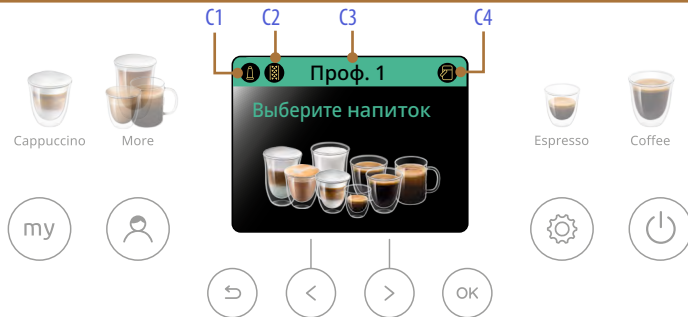 C1 C2 C3 C4
Проф. 1
Выберите напиток
Cappuccino More Espresso Coffee
my
OK